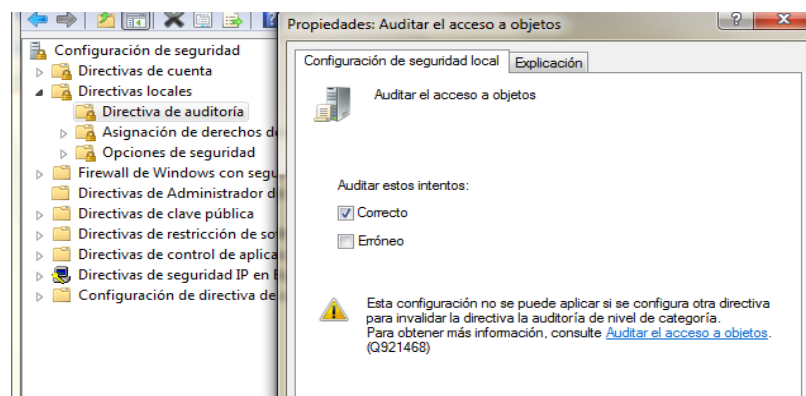 Propiedades: Auditar el acceso a objetos
Configuración de seguridad
Directivas de cuenta
Directivas locales
Directiva de auditoría
Asignación de derechos d
Opciones de seguridad
Firewall de Windows con segu
Directivas de Administrador d
Directivas de clave pública
Directivas de restricción de so
Directivas de control de aplica
Directivas de seguridad IP en E
Configuración de directiva de
Configuración de seguridad local
Explicación
Auditar el acceso a objetos
Auditar estos intentos:
Correcto
Erróneo
Esta configuración no se puede aplicar si se configura otra directiva
para invalidar la directiva la auditoría de nivel de categoría.
Para obtener más información, consulte Auditar el acceso a objetos.
(Q921468)